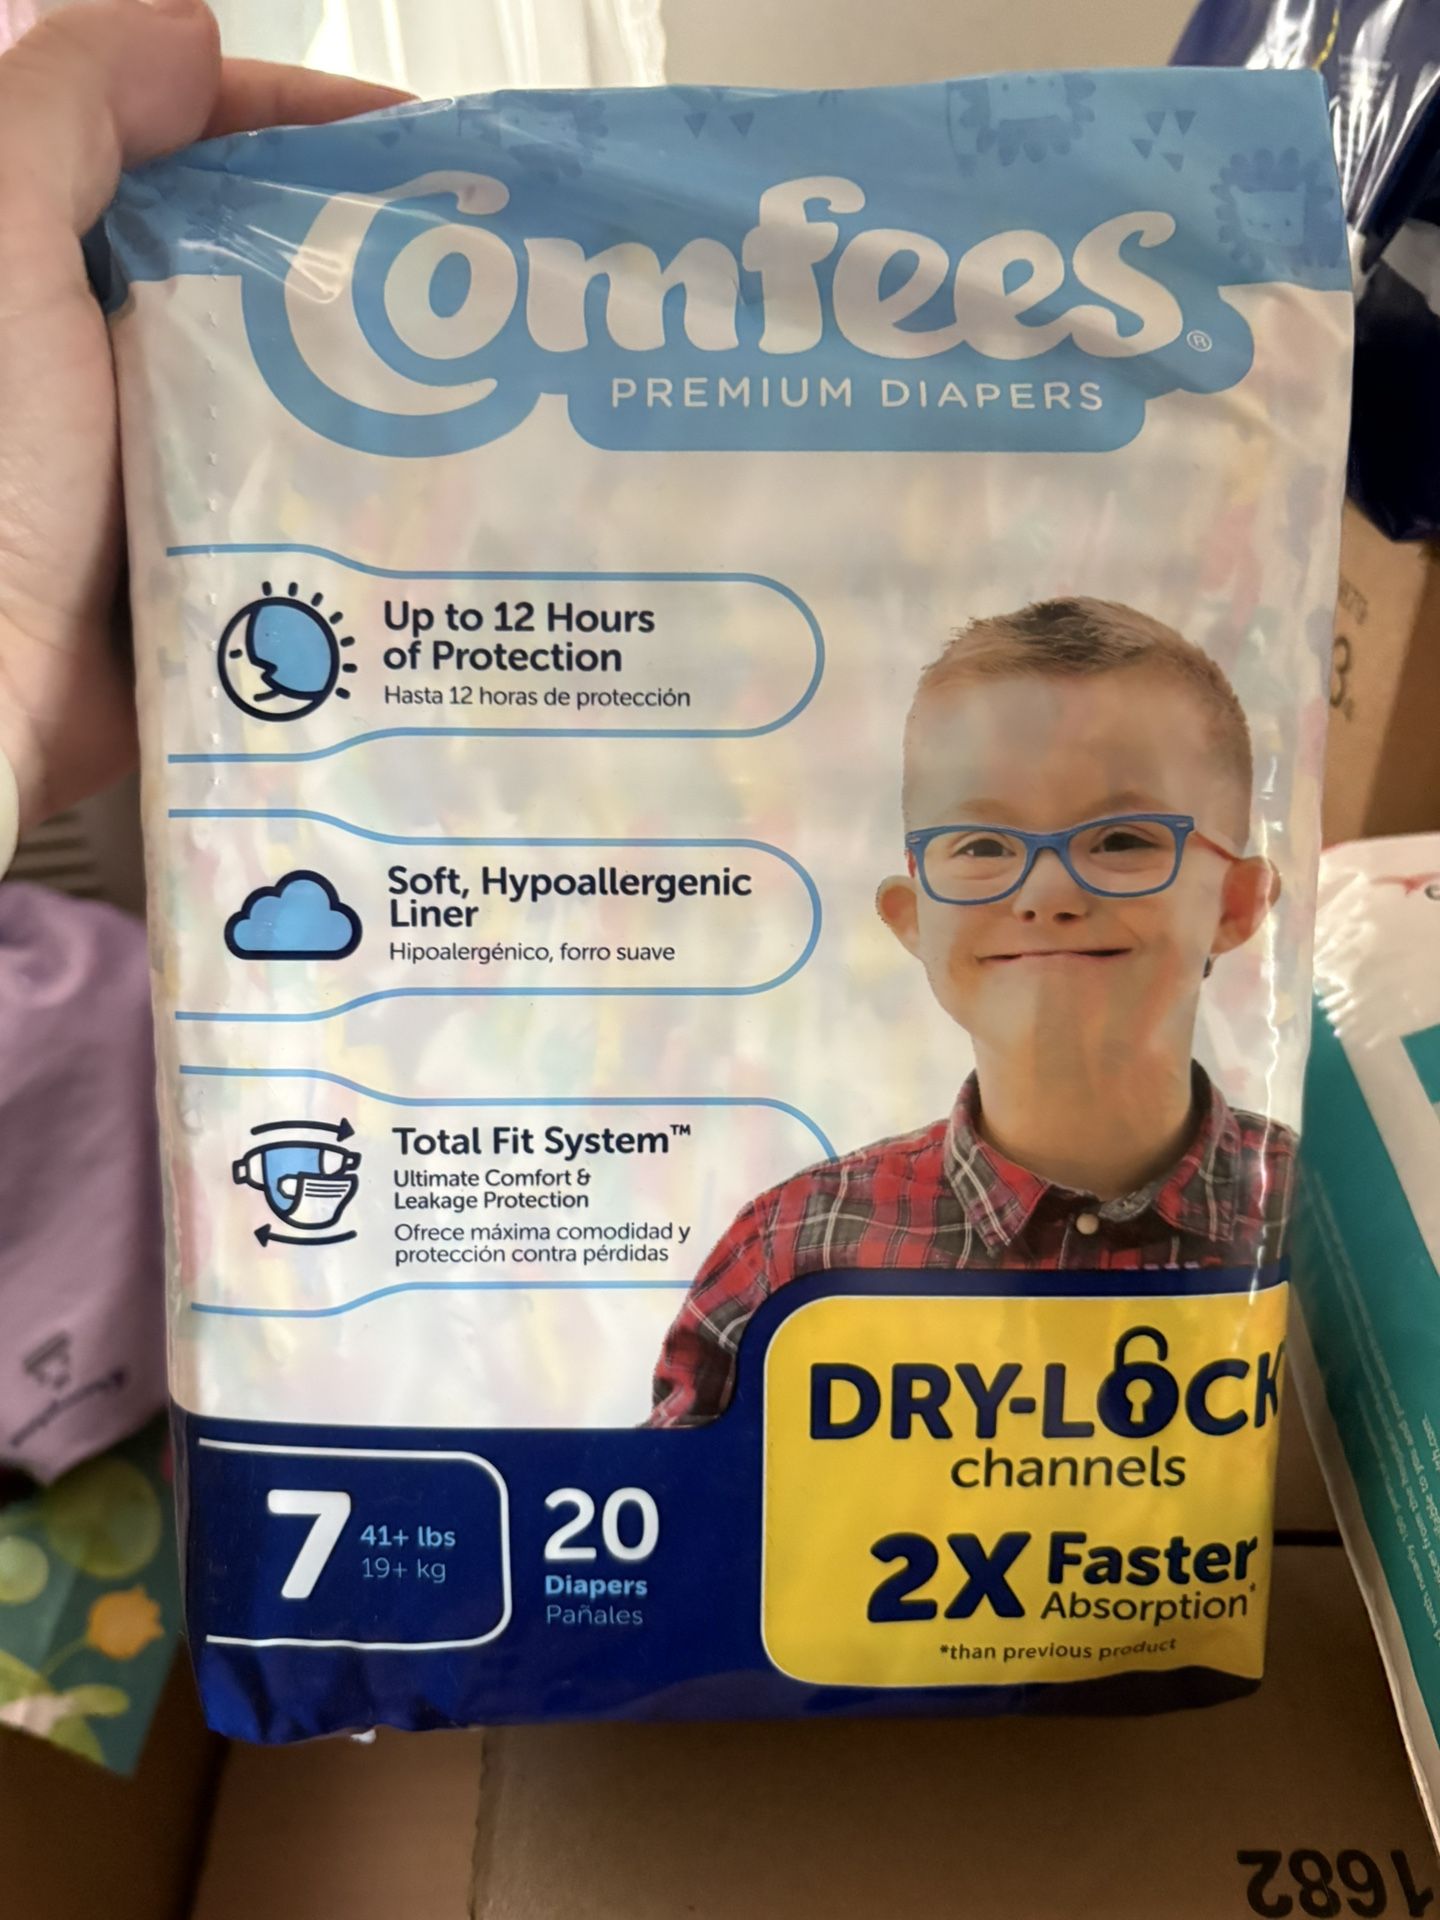 Comfees®
PREMIUM DIAPERS
Up to 12 Hours
of Protection
Hasta 12 horas de protección
Soft, Hypoallergenic
Liner
Hipoalergénico, forro suave
Total Fit System™
Ultimate Comfort &
Leakage Protection
Ofrece máxima comodidad y
protección contra pérdidas
7
41+ lbs
19+ kg
20
Diapers
Pañales
DRY-LOCK
channels
2X Faster
Absorption*
*than previous product
1682